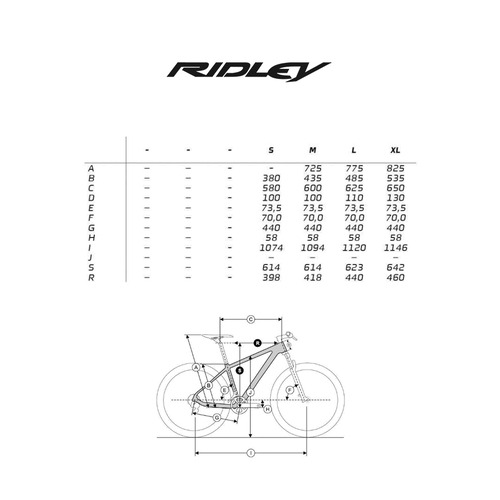 RIDLEY
- - - S M L XL
A – – – - 725 775 825
B – – – 380 435 485 535
C – – – 580 600 625 650
D – – – 100 100 110 130
E – – – 73,5 73,5 73,5 73,5
F – – – 70,0 70,0 70,0 70,0
G – – – 440 440 440 440
H – – – 58 58 58 58
I – – – 1074 1094 1120 1146
J – – – – – – –
S – – – 614 614 623 642
R – – – 398 418 440 460
C
R
S
A
J
E
F
B
H
G
I